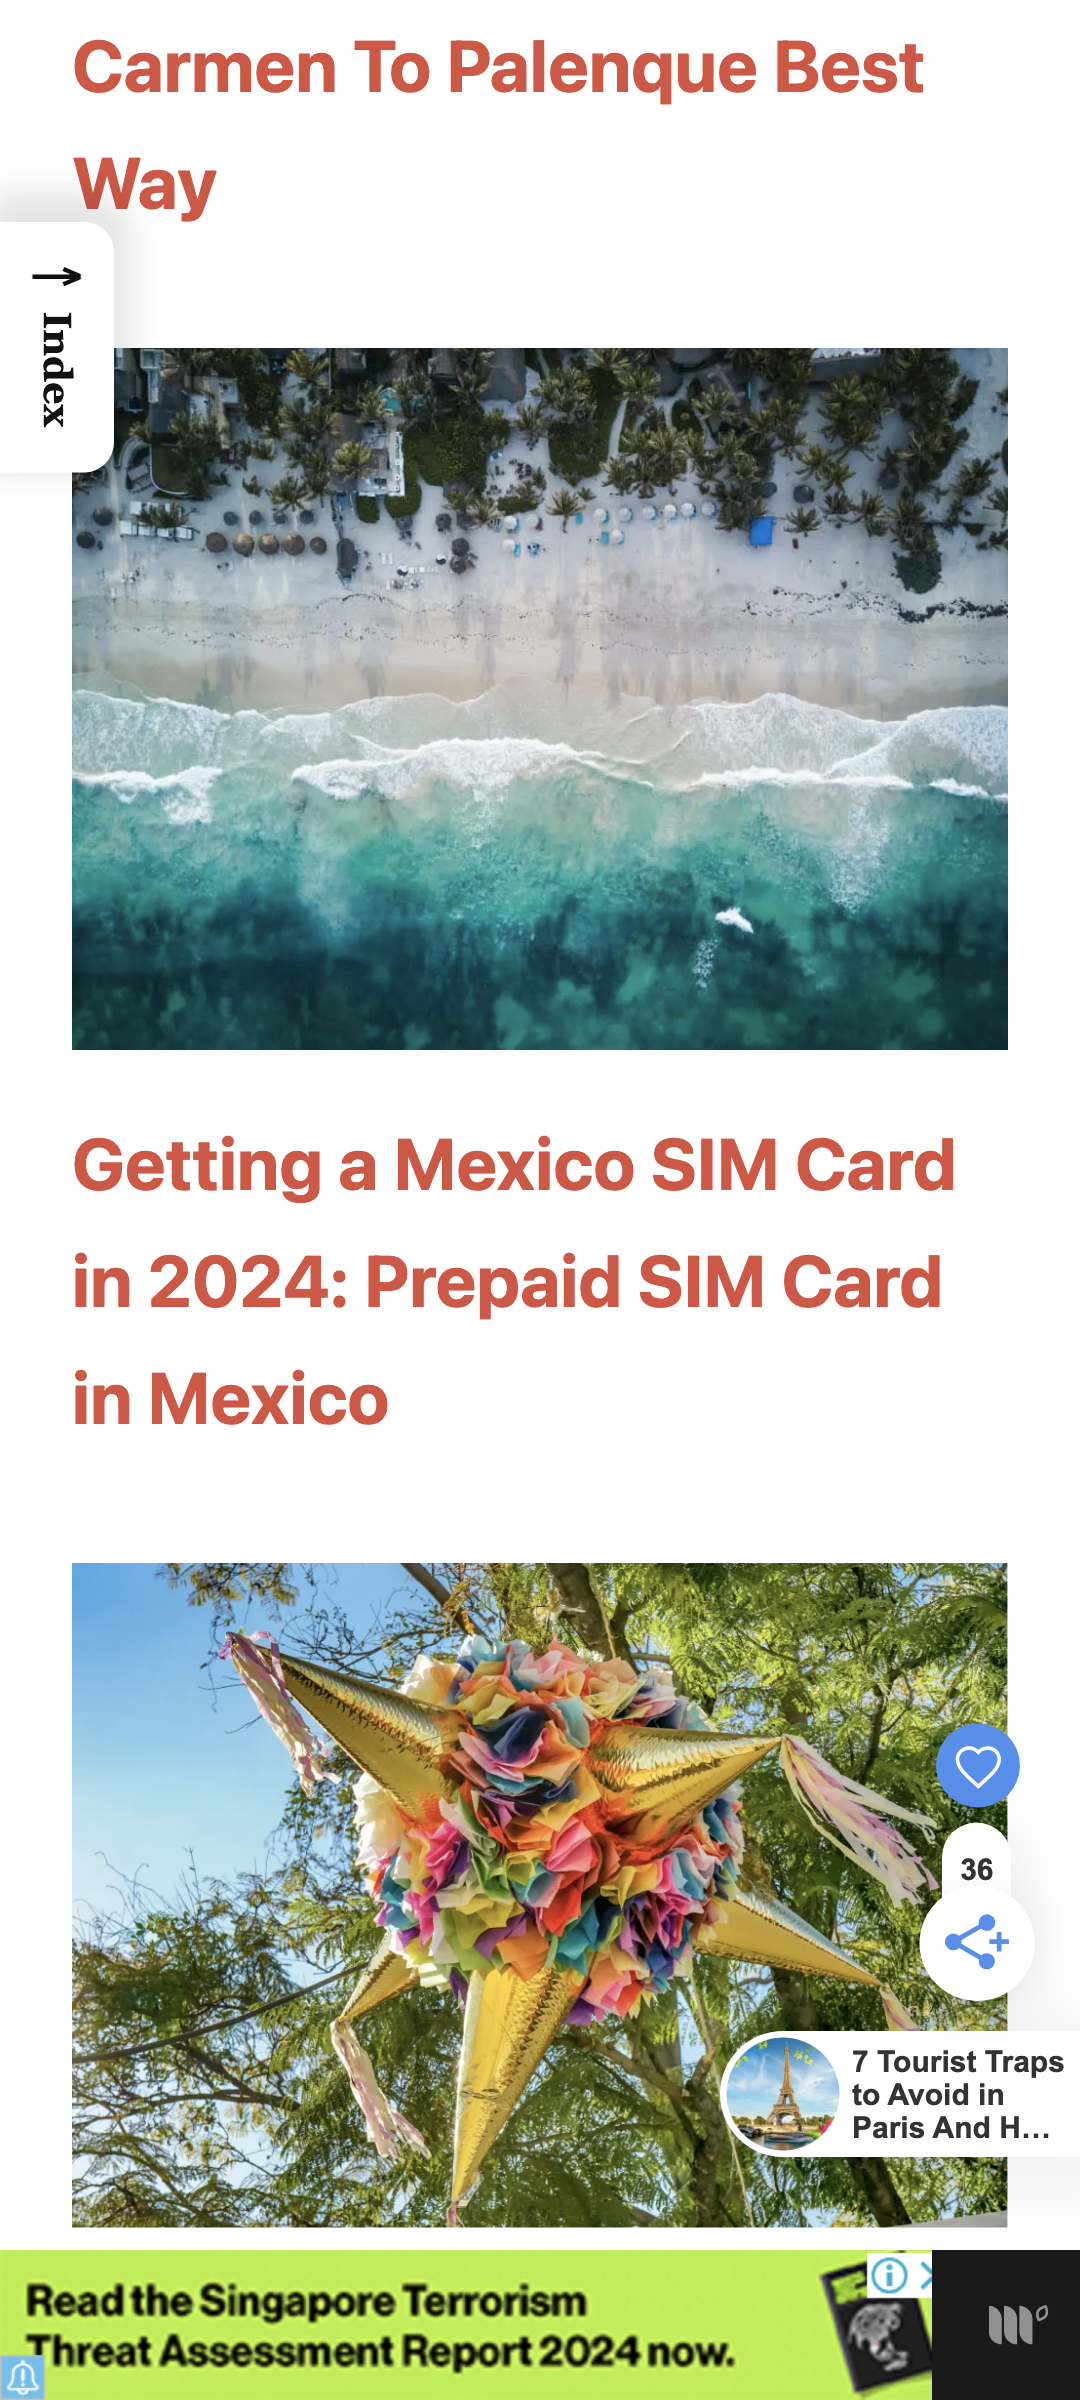 Carmen To Palenque Best
Way
Index
Getting a Mexico SIM Card
in 2024: Prepaid SIM Card
in Mexico
36
7 Tourist Traps
to Avoid in
Paris And H...
Read the Singapore Terrorism
Threat Assessment Report 2024 now.